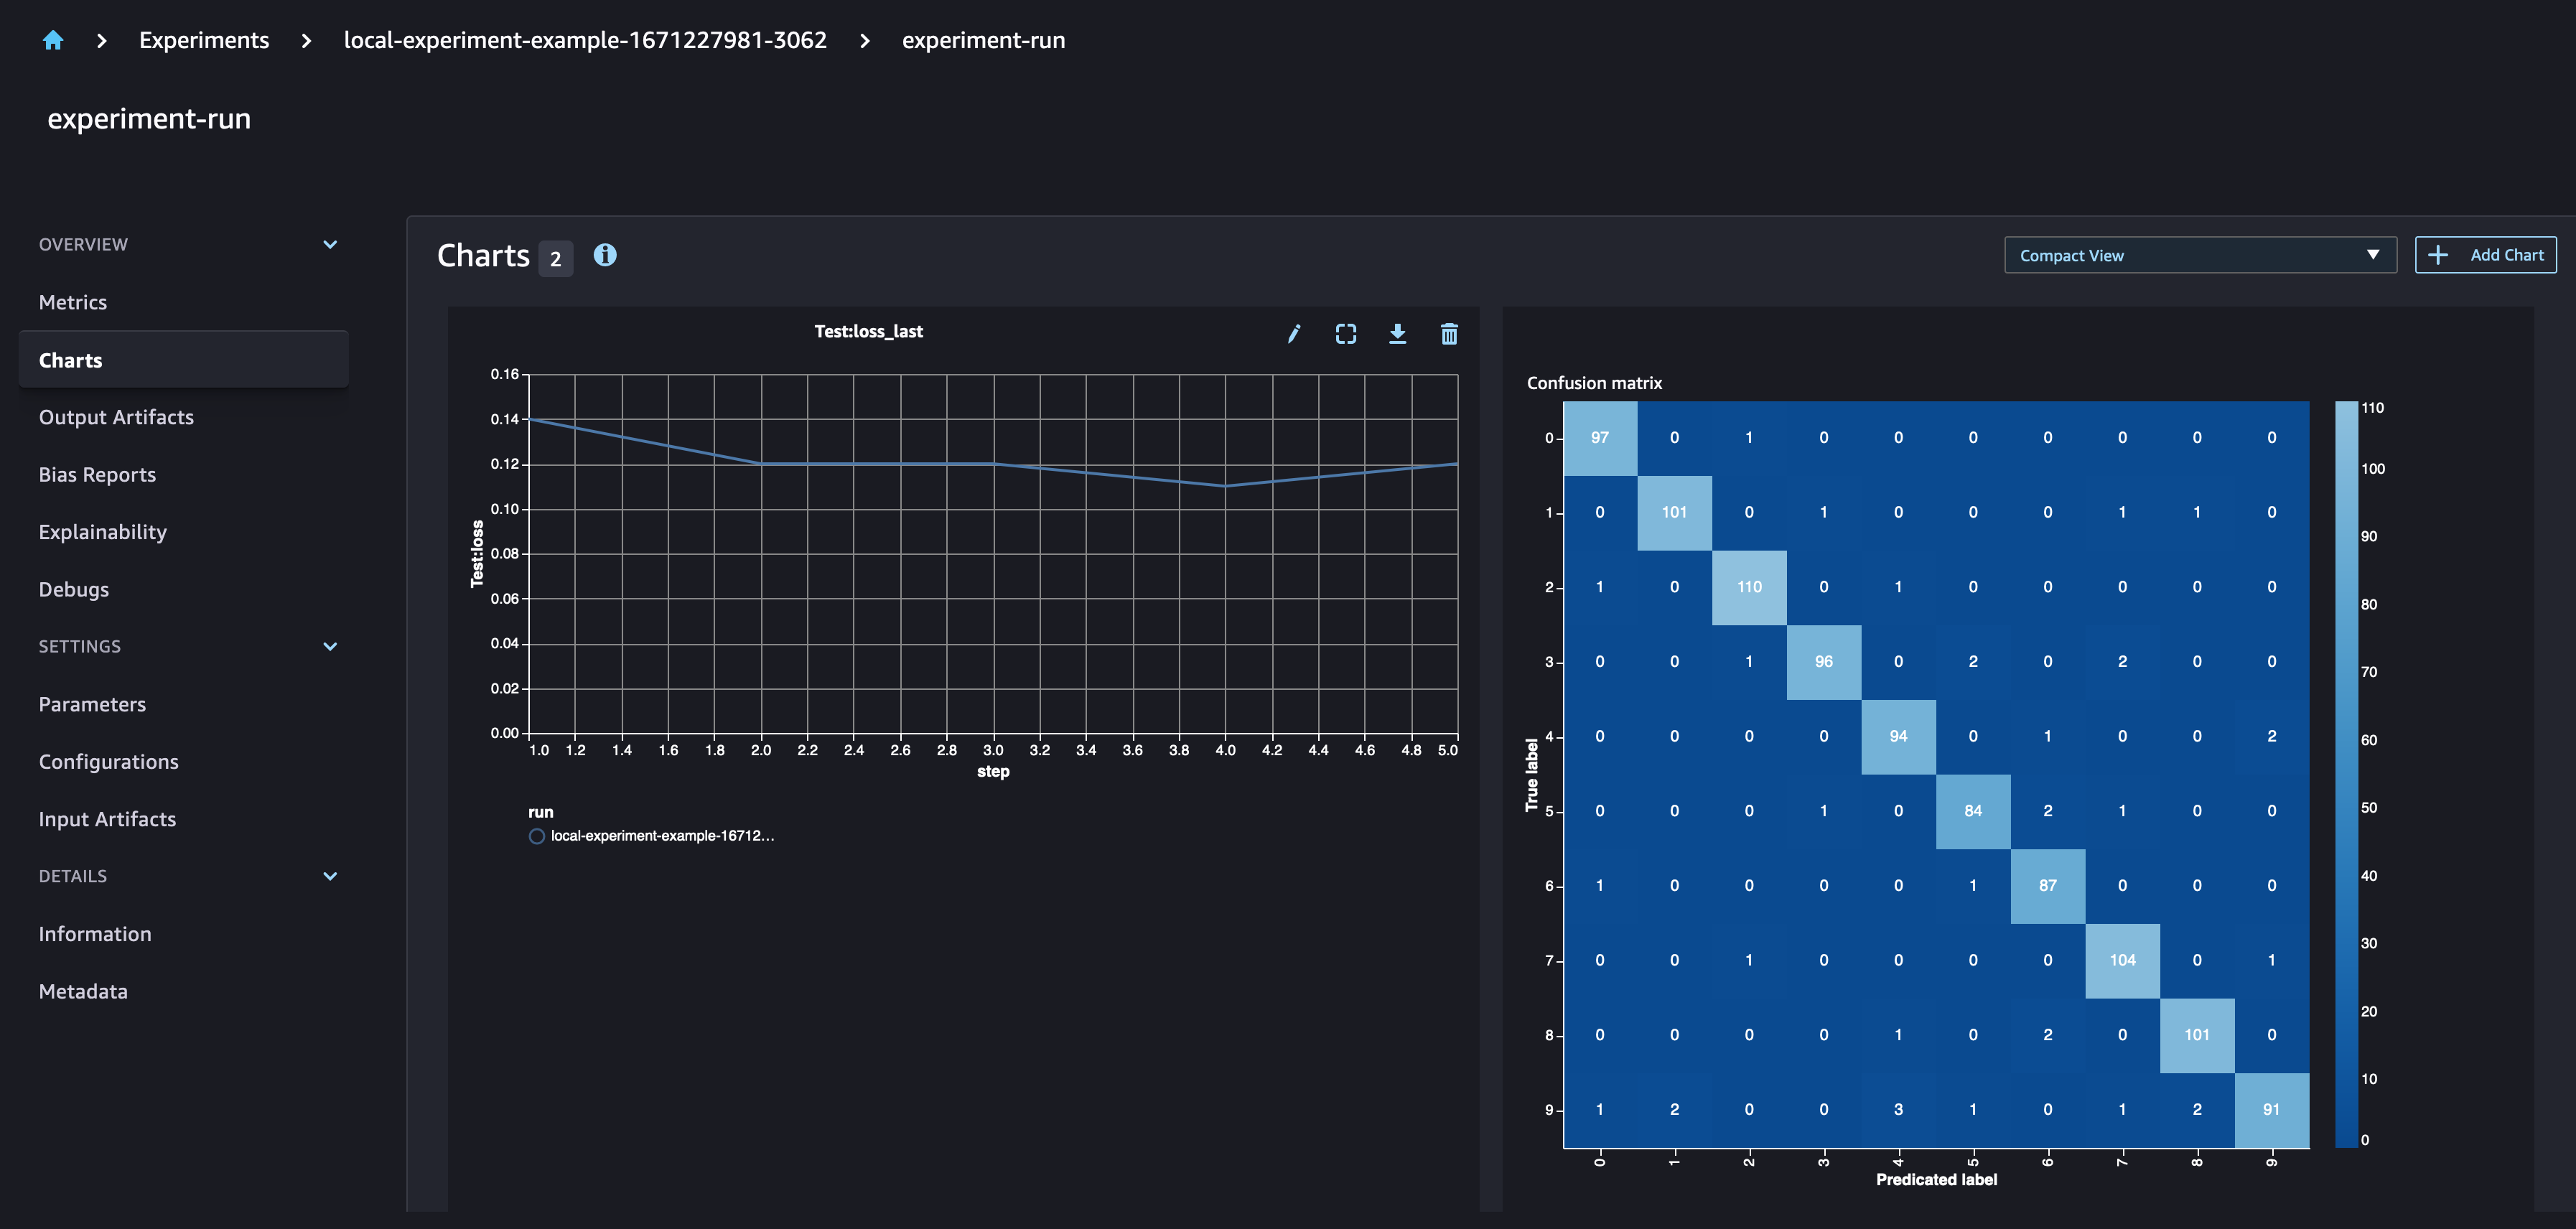 Experiments > local-experiment-example-1671227981-3062 > experiment-run
experiment-run
OVERVIEW
Metrics
Charts
Output Artifacts
Bias Reports
Explainability
Debugs
SETTINGS
Parameters
Configurations
Input Artifacts
DETAILS
Information
Metadata
Charts 2
Compact View
Add Chart
Test:loss_last
0.16
0.14
0.12
0.10
0.08
0.06
0.04
0.02
0.00
Test:loss
1.0 1.2 1.4 1.6 1.8 2.0 2.2 2.4 2.6 2.8 3.0 3.2 3.4 3.6 3.8 4.0 4.2 4.4 4.6 4.8 5.0
step
run
local-experiment-example-16712...
Confusion matrix
True label
0 97 0 1 0 0 0 0 0 0 0
1 0 101 0 1 0 0 0 1 1 0
2 1 0 110 0 1 0 0 0 0 0
3 0 0 1 96 0 2 0 2 0 0
4 0 0 0 0 94 0 1 0 0 2
5 0 0 0 1 0 84 2 1 0 0
6 1 0 0 0 0 1 87 0 0 0
7 0 0 1 0 0 0 0 104 0 1
8 0 0 0 0 1 0 2 0 101 0
9 1 2 0 0 3 1 0 1 2 91
0 1 2 3 4 5 6 7 8 9
Predicated label
110
100
90
80
70
60
50
40
30
20
10
0